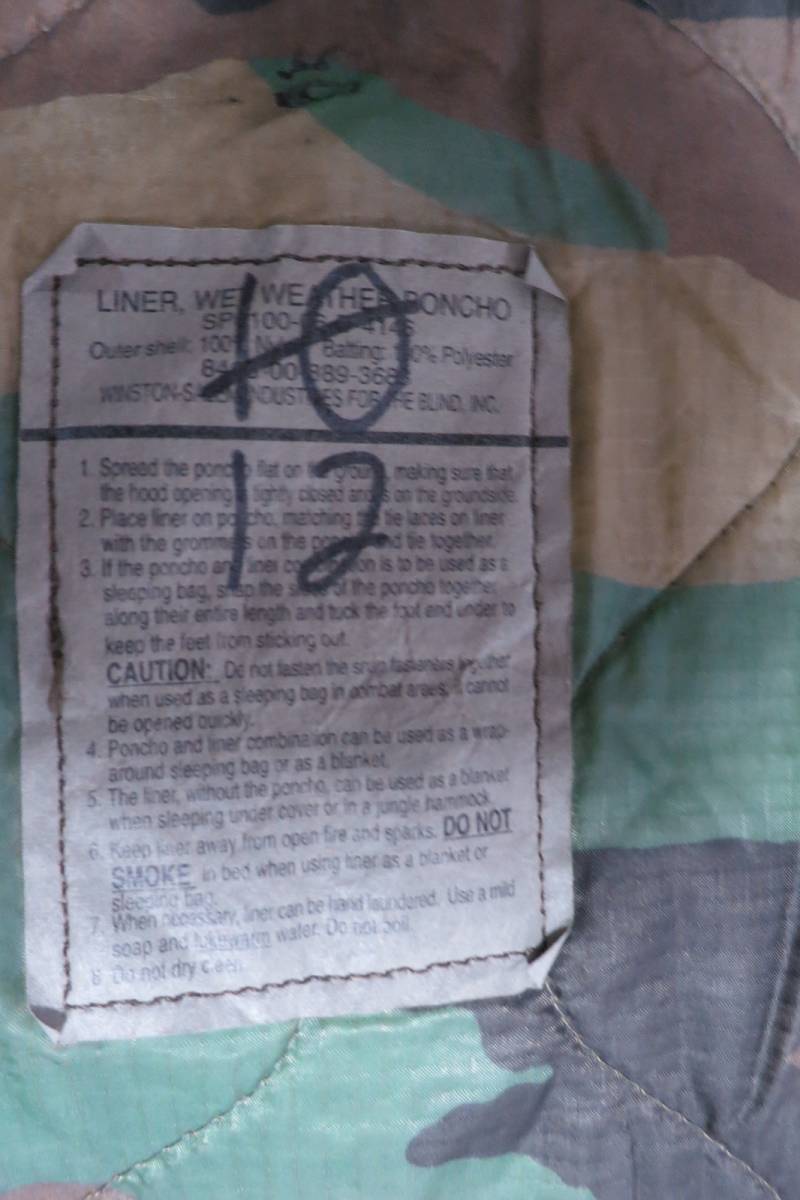 LINER, WET WEATHER PONCHO
100-
Outer shell: 100% Nylon Batting: 100% Polyester
WINSTON-SALEM INDUSTRIES FOR THE BLIND, INC.
10
12
1. Spread the poncho flat on the ground, making sure that
the hood opening is tightly closed and is on the groundside.
2. Place liner on poncho, matching the tie laces on liner
with the grommets on the poncho and tie together.
3. If the poncho and liner combination is to be used as a
sleeping bag, snap the sides of the poncho together
along their entire length and tuck the foot end under to
keep the feet from sticking out.
CAUTION: Do not fasten the snap fasteners together
when used as a sleeping bag in combat areas; it cannot
be opened quickly.
4. Poncho and liner combination can be used as a wrap-
around sleeping bag or as a blanket.
5. The liner, without the poncho, can be used as a blanket
when sleeping under cover or in a jungle hammock.
6. Keep liner away from open fire and sparks. DO NOT
SMOKE in bed when using liner as a blanket or
sleeping bag.
7. When necessary, liner can be hand laundered. Use a mild
soap and lukewarm water. Do not boil.
8. Do not dry clean.